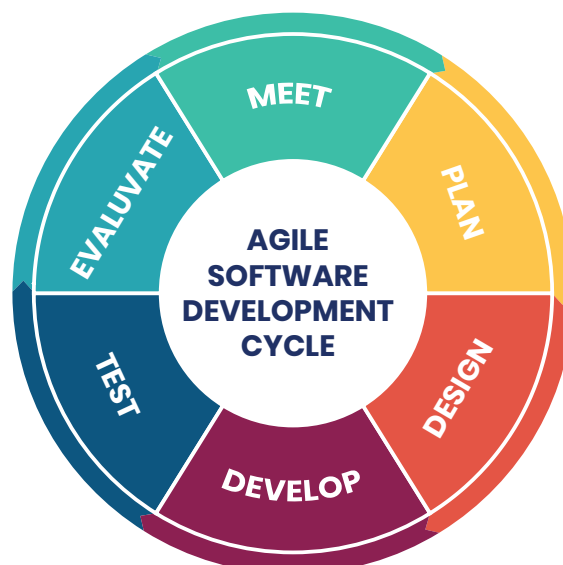 AGILE
SOFTWARE
DEVELOPMENT
CYCLE
MEET
PLAN
DESIGN
DEVELOP
TEST
EVALUVATE